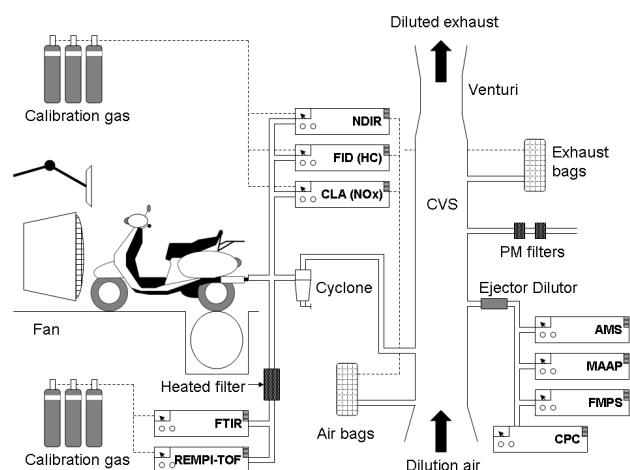 Diluted exhaust
Venturi
Calibration gas
NDIR
FID (HC)
CLA (NOx)
Exhaust
bags
CVS
PM filters
Cyclone
Ejector Dilutor
Fan
AMS
MAAP
FMPS
CPC
Heated filter
FTIR
REMPI-TOF
Air bags
Calibration gas
Dilution air